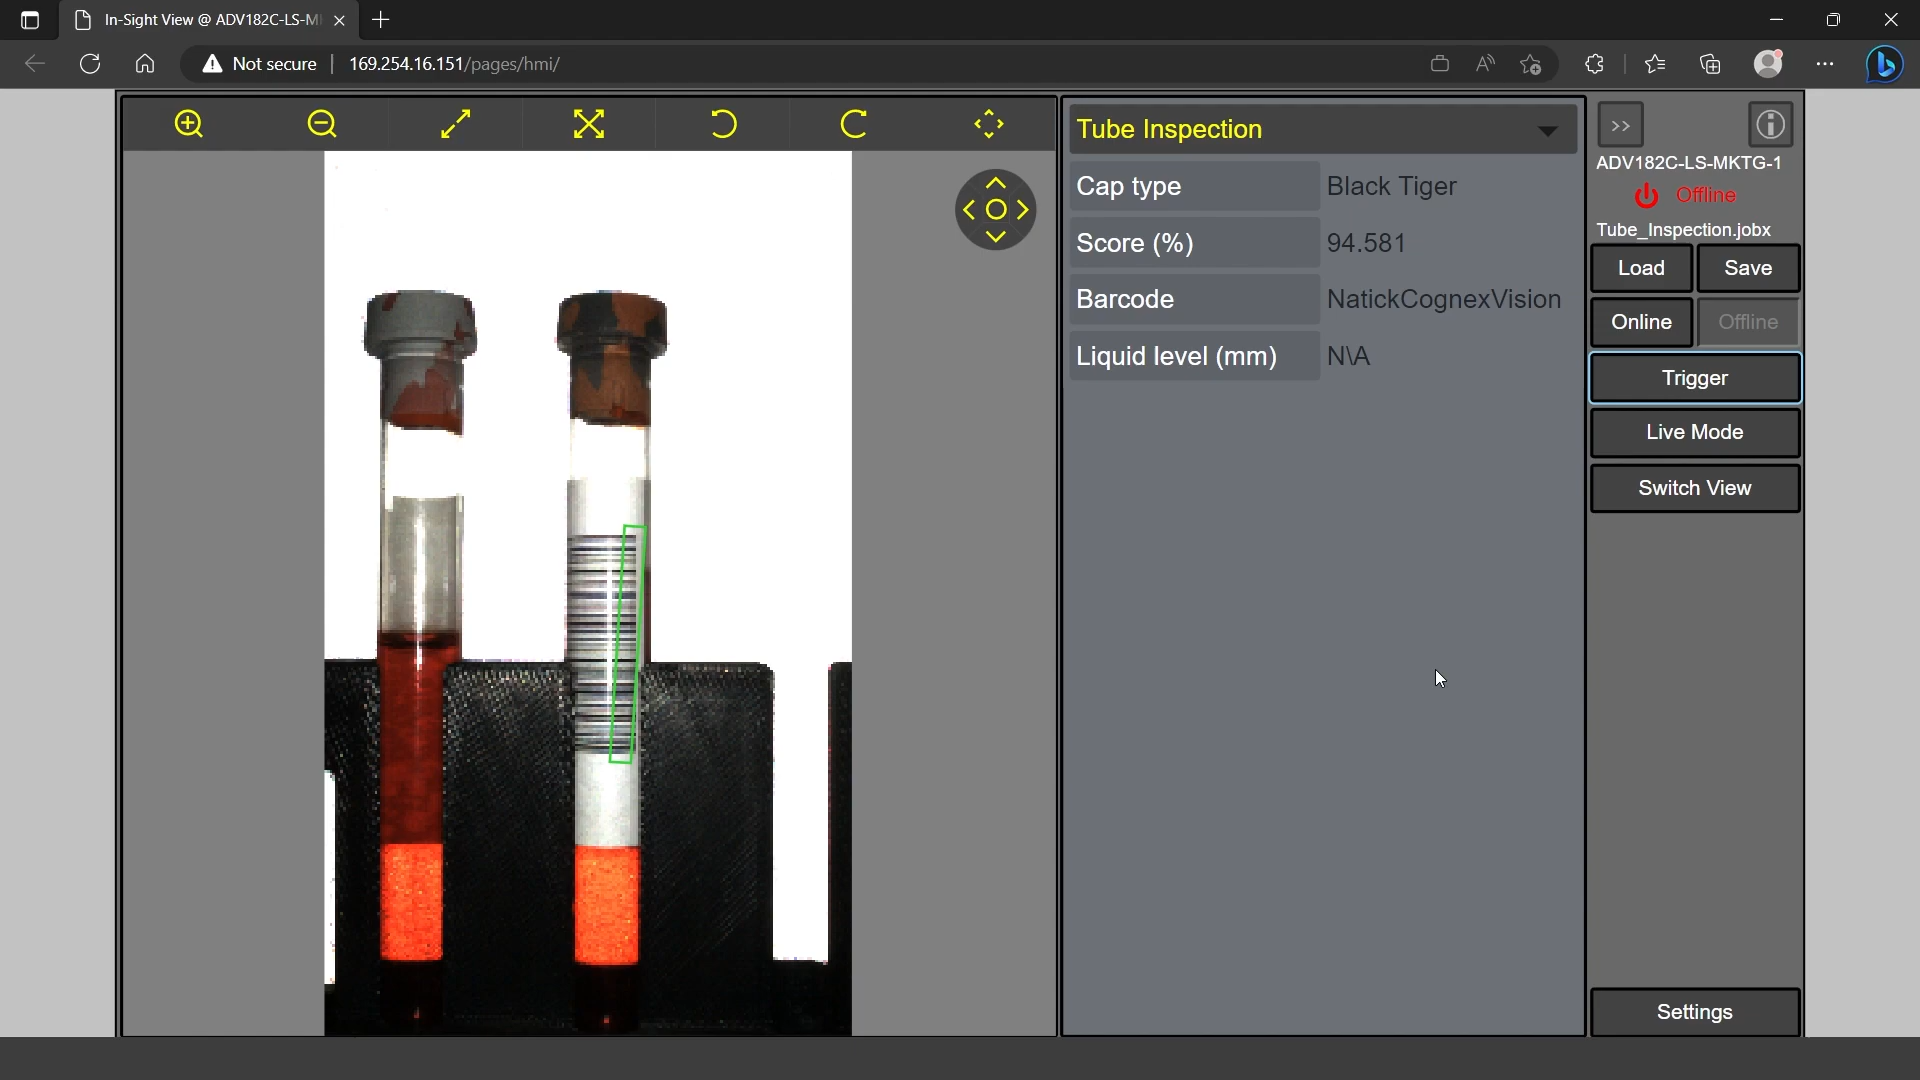 In-Sight View @ ADV182C-LS-M
Not secure
169.254.16.151/pages/hmi/
Tube Inspection
Cap type
Black Tiger
Score (%)
94.581
Barcode
NatickCognexVision
Liquid level (mm)
N\A
>>
ADV182C-LS-MKTG-1
Offline
Tube_Inspection.jobx
Load
Save
Online
Offline
Trigger
Live Mode
Switch View
Settings